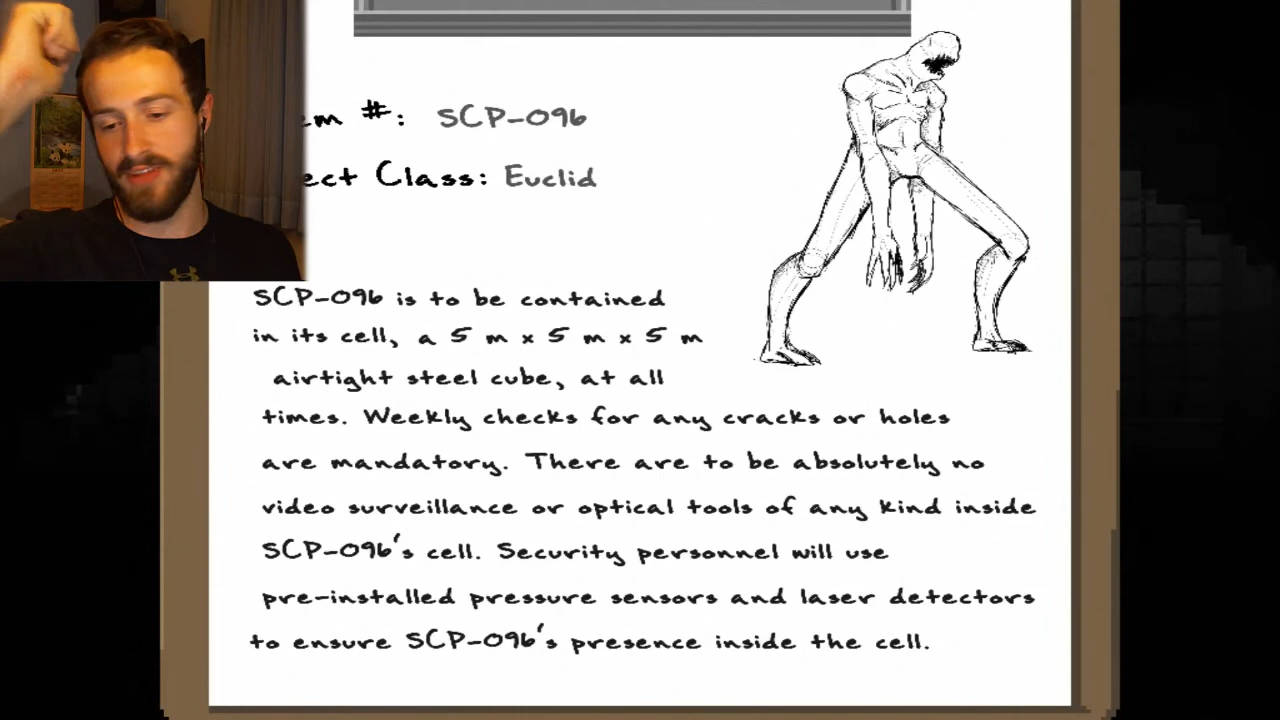 em #: SCP-096
ect Class: Euclid
SCP-096 is to be contained
in its cell, a 5 m x 5 m x 5 m
airtight steel cube, at all
times. Weekly checks for any cracks or holes
are mandatory. There are to be absolutely no
video surveillance or optical tools of any kind inside
SCP-096's cell. Security personnel will use
pre-installed pressure sensors and laser detectors
to ensure SCP-096's presence inside the cell.